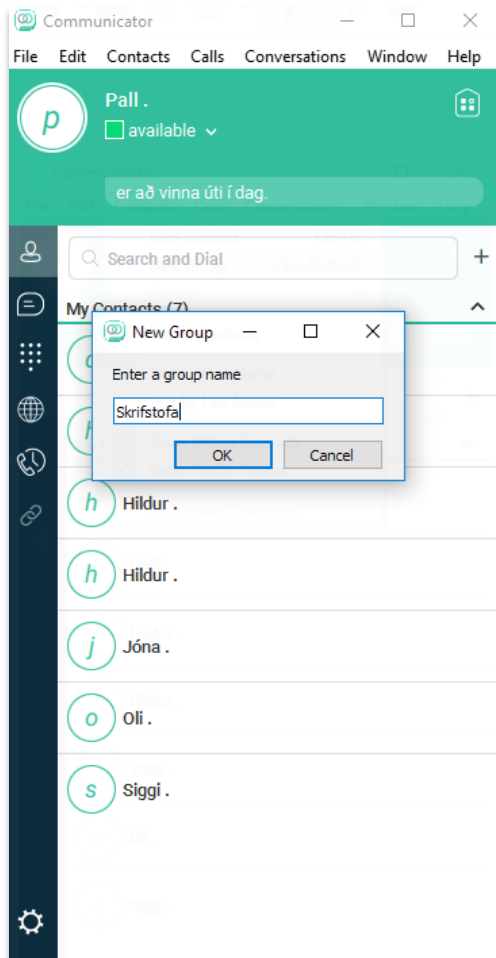 Communicator
File Edit Contacts Calls Conversations Window Help
p
Pall .
available
er að vinna úti í dag.
Search and Dial
My Contacts (7)
New Group
Enter a group name
Skrifstofa
OK Cancel
h
Hildur .
h
Hildur .
j
Jóna .
o
Oli .
s
Siggi .